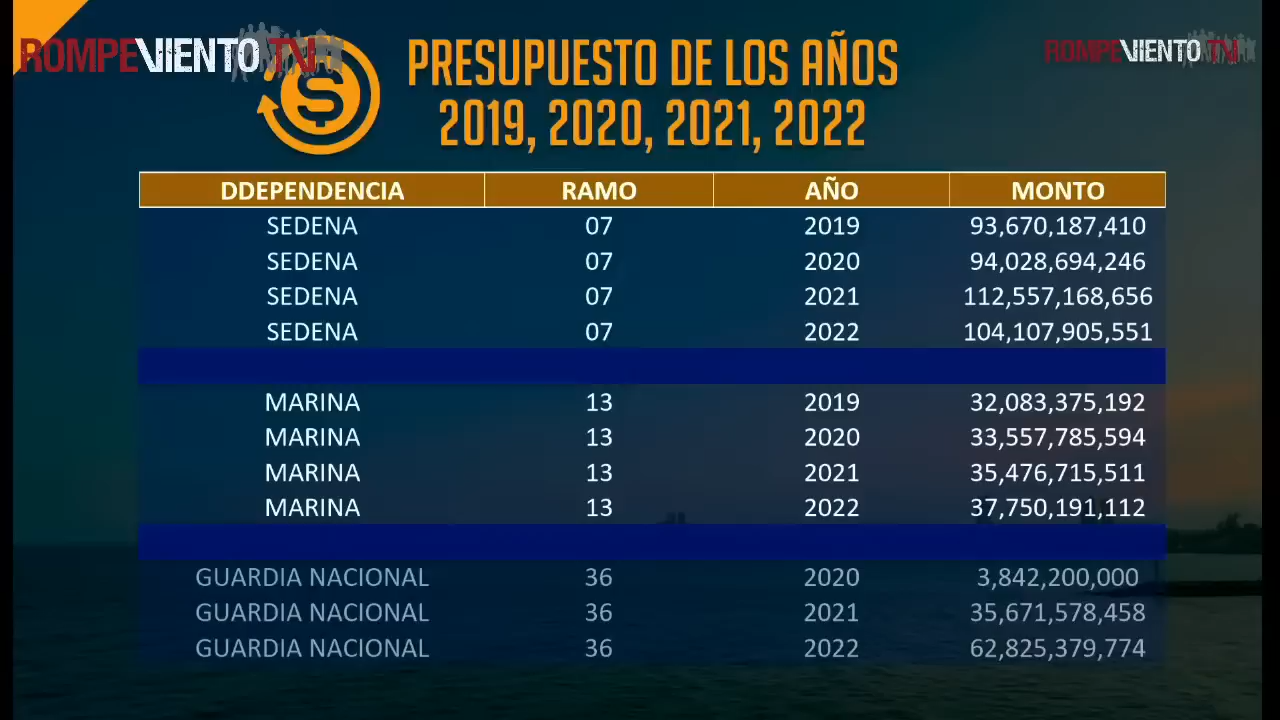 ROMPEVIENTO TV
ROMPEVIENTO TV
PRESUPUESTO DE LOS AÑOS
2019, 2020, 2021, 2022
DDEPENDENCIA RAMO AÑO MONTO
SEDENA 07 2019 93,670,187,410
SEDENA 07 2020 94,028,694,246
SEDENA 07 2021 112,557,168,656
SEDENA 07 2022 104,107,905,551
MARINA 13 2019 32,083,375,192
MARINA 13 2020 33,557,785,594
MARINA 13 2021 35,476,715,511
MARINA 13 2022 37,750,191,112
GUARDIA NACIONAL 36 2020 3,842,200,000
GUARDIA NACIONAL 36 2021 35,671,578,458
GUARDIA NACIONAL 36 2022 62,825,379,774